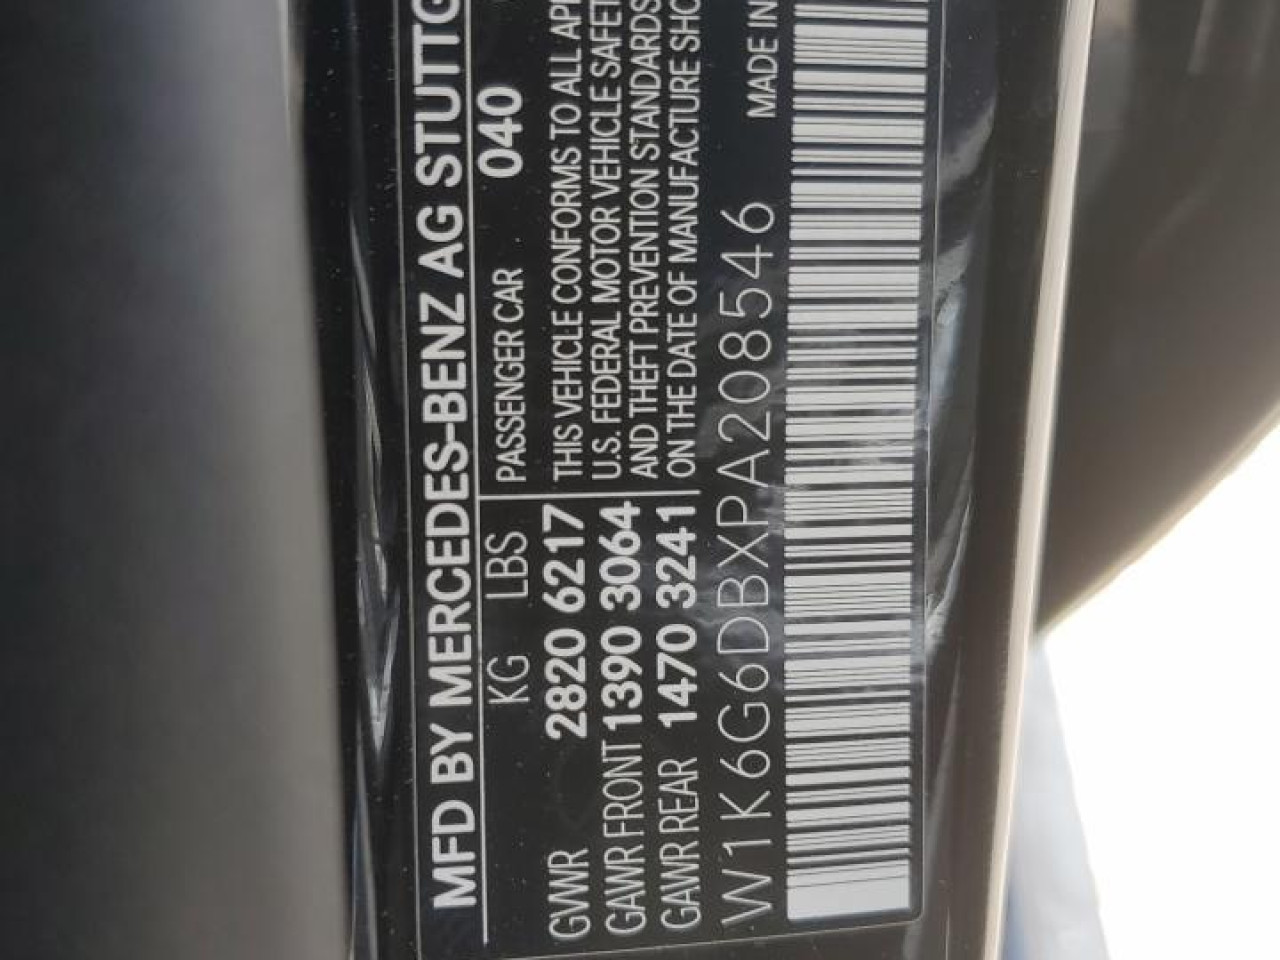 MFD BY MERCEDES-BENZ AG STUTTG
KG LBS
PASSENGER CAR 040
GVWR 2820 6217
GAWR FRONT 1390 3064
GAWR REAR 1470 3241
THIS VEHICLE CONFORMS TO ALL
U.S. FEDERAL MOTOR VEHICLE SAFET
AND THEFT PREVENTION STANDARDS
ON THE DATE OF MANUFACTURE SHO
W1K6G6DBXPA208546
MADE IN